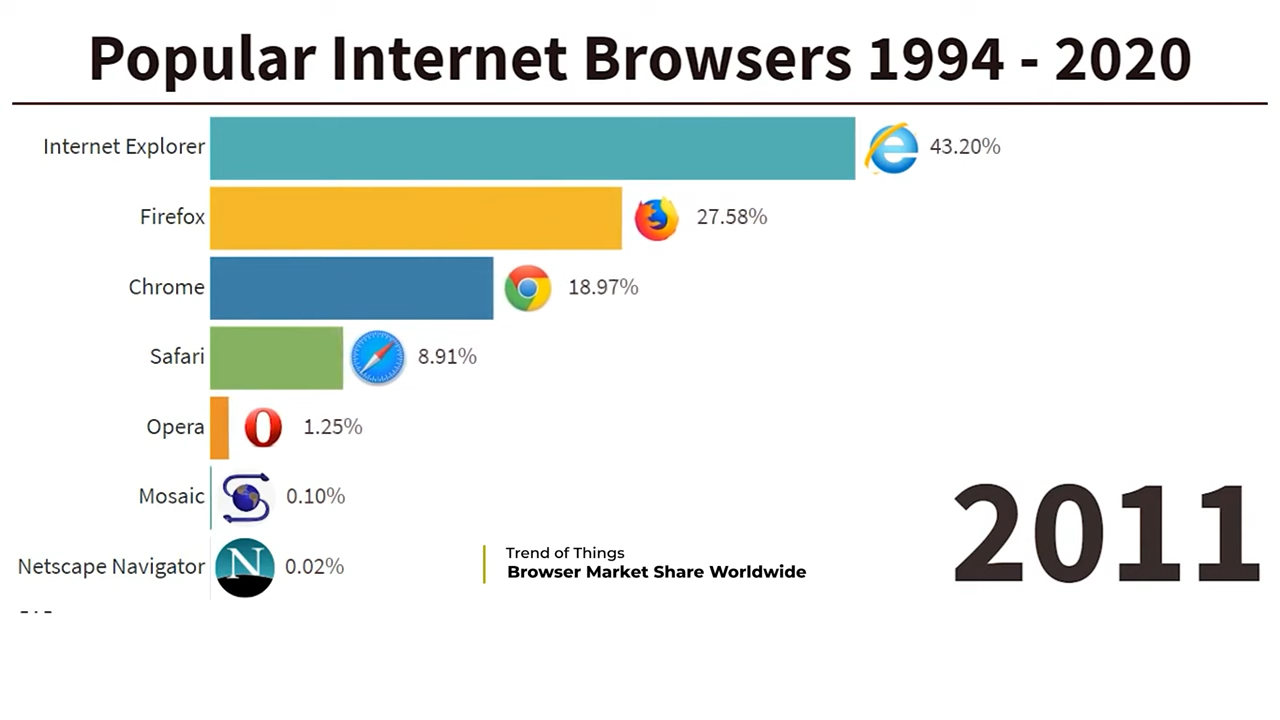 Popular Internet Browsers 1994 - 2020
Internet Explorer 43.20%
Firefox 27.58%
Chrome 18.97%
Safari 8.91%
Opera 1.25%
Mosaic 0.10%
Netscape Navigator N 0.02%
Trend of Things
Browser Market Share Worldwide
2011